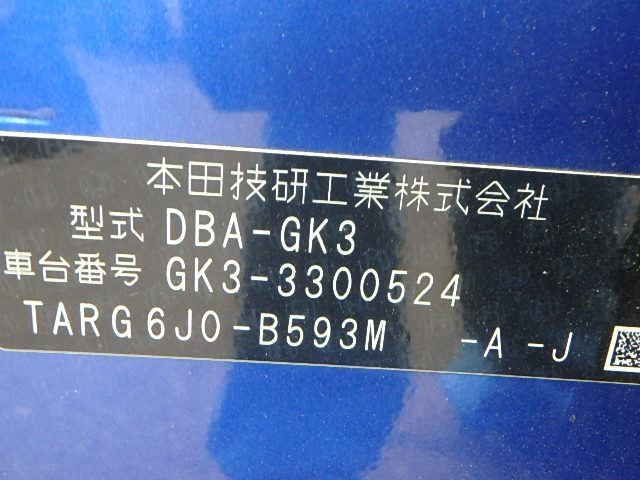 本田技研工業株式会社
型式 DBA-GK3
車台番号 GK3-3300524
TARG6J0-B593M -A -J